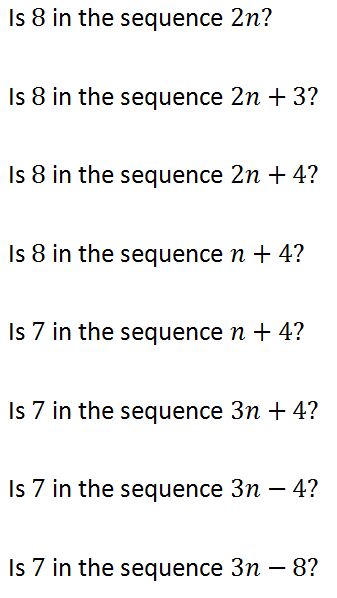 Is 8 in the sequence 2n?
Is 8 in the sequence 2n + 3?
Is 8 in the sequence 2n + 4?
Is 8 in the sequence n + 4?
Is 7 in the sequence n + 4?
Is 7 in the sequence 3n + 4?
Is 7 in the sequence 3n − 4?
Is 7 in the sequence 3n − 8?